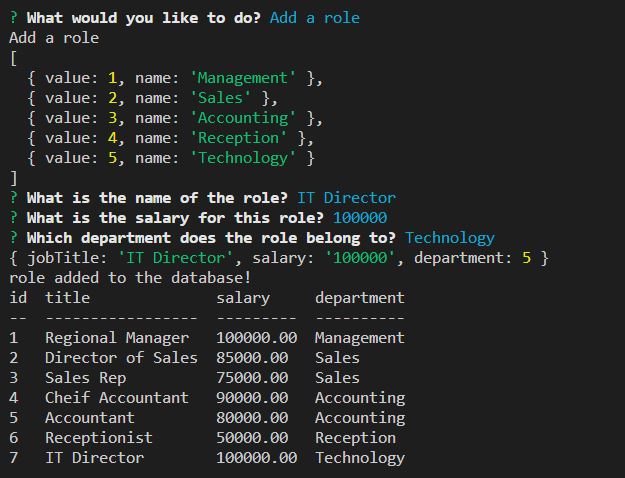 ? What would you like to do? Add a role
Add a role
[
  { value: 1, name: 'Management' },
  { value: 2, name: 'Sales' },
  { value: 3, name: 'Accounting' },
  { value: 4, name: 'Reception' },
  { value: 5, name: 'Technology' }
]
? What is the name of the role? IT Director
? What is the salary for this role? 100000
? Which department does the role belong to? Technology
{ jobTitle: 'IT Director', salary: '100000', department: 5 }
role added to the database!
id  title              salary     department
--  -----------------  ---------  ----------
1   Regional Manager   100000.00  Management
2   Director of Sales  85000.00   Sales
3   Sales Rep          75000.00   Sales
4   Cheif Accountant   90000.00   Accounting
5   Accountant         80000.00   Accounting
6   Receptionist       50000.00   Reception
7   IT Director        100000.00  Technology